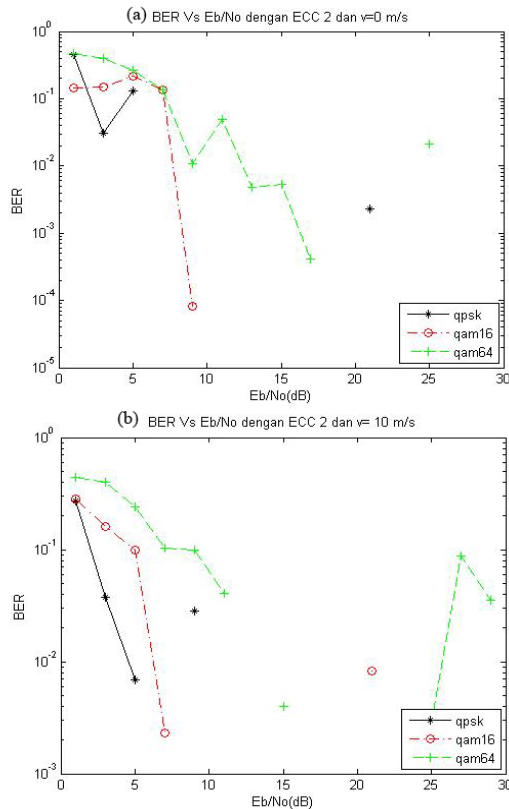 (a) BER Vs Eb/No dengan ECC 2 dan v=0 m/s
10^0
10^-1
10^-2
10^-3
10^-4
10^-5
BER
0 5 10 15 20 25 30
Eb/No(dB)
qpsk
qam16
qam64
(b) BER Vs Eb/No dengan ECC 2 dan v= 10 m/s
10^0
10^-1
10^-2
10^-3
BER
0 5 10 15 20 25 30
Eb/No(dB)
qpsk
qam16
qam64